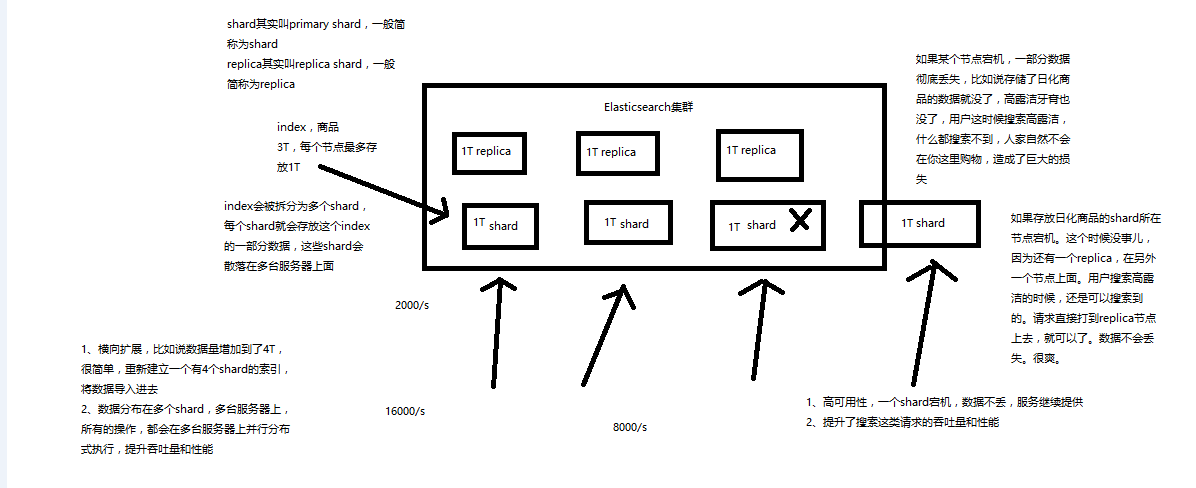 shard其实叫primary shard，一般简
称为shard
replica其实叫replica shard，一般
简称为replica
index，商品
3T，每个节点最多存
放1T
index会被拆分为多个shard，
每个shard就会存放这个index
的一部分数据，这些shard会
散落在多台服务器上面
Elasticsearch集群
1T replica
1T replica
1T replica
1T shard
1T shard
1T shard
1T shard
如果某个节点宕机，一部分数据
彻底丢失，比如说存储了日化商
品的数据就没了，高露洁牙膏也
没了，用户这时候搜索高露洁，
什么都搜索不到，人家自然不会
在你这里购物，造成了巨大的损
失
如果存放日化商品的shard所在
节点宕机。这个时候没事儿，
因为还有一个replica，在另外
一个节点上面。用户搜索高露
洁的时候，还是可以搜索到
的。请求直接打到replica节点
上去，就可以了。数据不会丢
失。很爽。
2000/s
1、横向扩展，比如说数据量增加到了4T，
很简单，重新建立一个有4个shard的索引，
将数据导入进去
2、数据分布在多个shard，多台服务器上，
所有的操作，都会在多台服务器上并行分布
式执行，提升吞吐量和性能
16000/s
8000/s
1、高可用性，一个shard宕机，数据不丢，服务继续提供
2、提升了搜索这类请求的吞吐量和性能